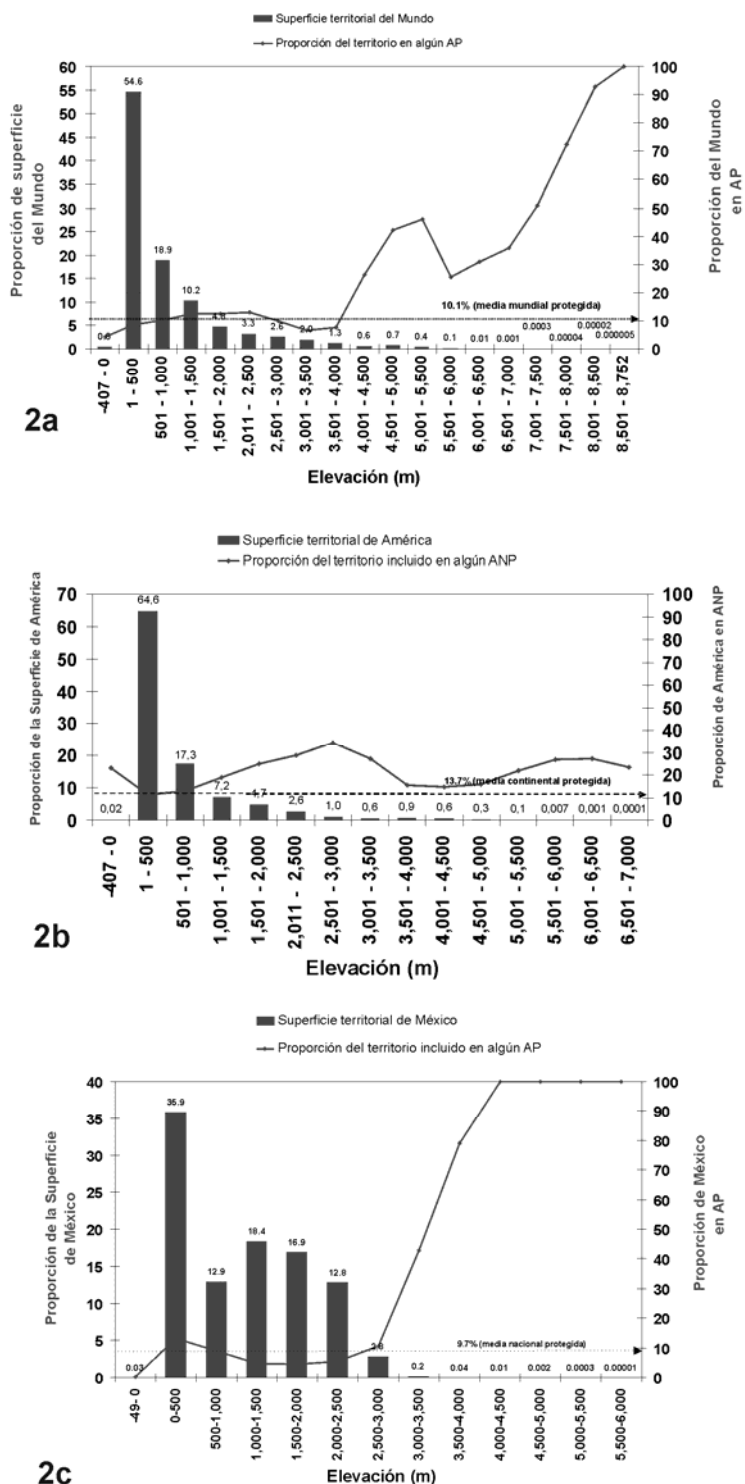 Superficie territorial del Mundo
Proporción del territorio en algún AP
Proporción de superficie
del Mundo
60
55
50
45
40
35
30
25
20
15
10
5
0
54.6
18.9
10.2
3.3
2.6
2.0
1.3
0.6
0.7
0.4
0.1
0.01
0.001
0.0003
0.00004
0.00002
0.000005
10.1% (media mundial protegida)
100
90
80
70
60
50
40
30
20
10
0
Proporción del Mundo
en AP
-407 - 0
1 - 500
501 - 1,000
1,001 - 1,500
1,501 - 2,000
2,011 - 2,500
2,501 - 3,000
3,001 - 3,500
3,501 - 4,000
4,001 - 4,500
4,501 - 5,000
5,001 - 5,500
5,501 - 6,000
6,001 - 6,500
6,501 - 7,000
7,001 - 7,500
7,501 - 8,000
8,001 - 8,500
8,501 - 8,752
2a
Elevación (m)
Superficie territorial de América
Proporción del territorio incluido en algún ANP
Proporción de la Superficie de América
70
60
50
40
30
20
10
0
0,02
64,6
17,3
7,2
4,7
2,6
1,0
0,6
0,9
0,6
0,3
0,1
0,007
0,001
0,0001
13.7% (media continental protegida)
100
90
80
70
60
50
40
30
20
10
0
Proporción de América en ANP
-407 - 0
1 - 500
501 - 1,000
1,001 - 1,500
1,501 - 2,000
2,011 - 2,500
2,501 - 3,000
3,001 - 3,500
3,501 - 4,000
4,001 - 4,500
4,501 - 5,000
5,001 - 5,500
5,501 - 6,000
6,001 - 6,500
6,501 - 7,000
2b
Elevación (m)
Superficie territorial de México
Proporción del territorio incluido en algún AP
Proporción de la Superficie
de México
40
35
30
25
20
15
10
5
0
0.03
35.9
12.9
18.4
16.9
12.8
2.8
0.2
0.04
0.01
0.002
0.0003
0.00001
9.7% (media nacional protegida)
100
90
80
70
60
50
40
30
20
10
0
Proporción de México
en AP
-49- 0
0-500
500-1,000
1,000-1,500
1,500-2,000
2,000-2,500
2,500-3,000
3,000-3,500
3,500-4,000
4,000-4,500
4,500-5,000
5,000-5,500
5,500-6,000
2c
Elevación (m)